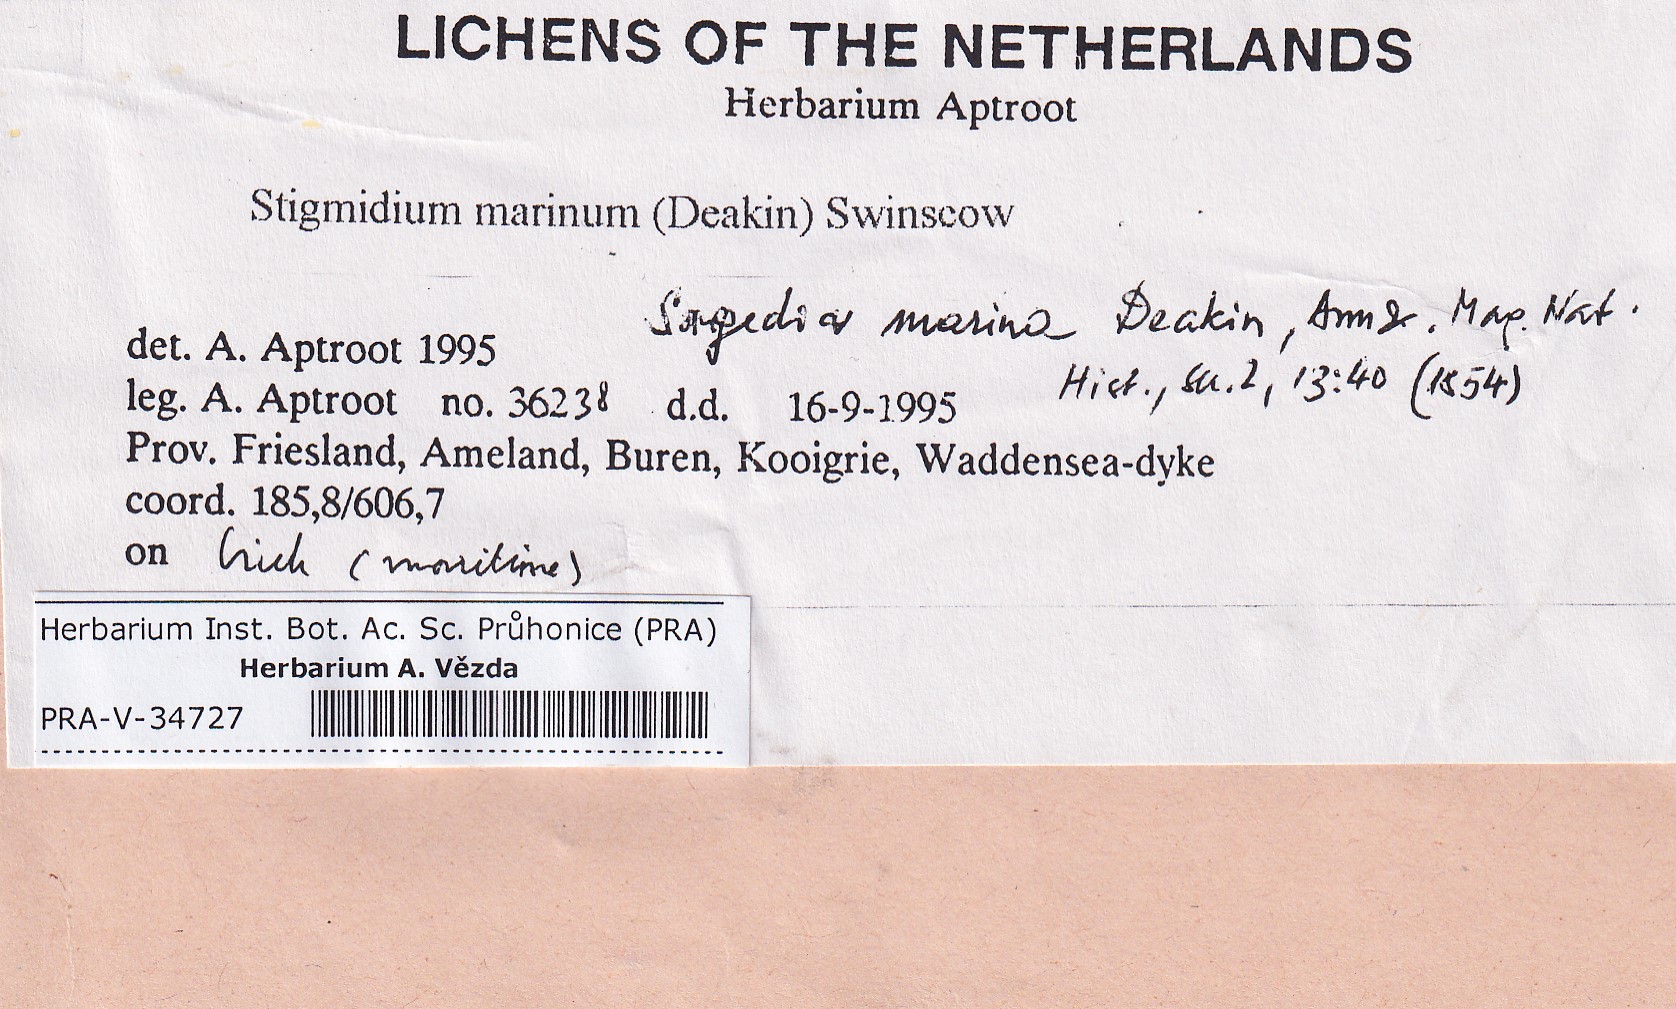 LICHENS OF THE NETHERLANDS
Herbarium Aptroot
Stigmidium marinum (Deakin) Swinscow
Sagedia marina Deakin, Ann & Mag. Nat.
Hist., ser. 2, 13:40 (1854)
det. A. Aptroot 1995
leg. A. Aptroot no. 36238 d.d. 16-9-1995
Prov. Friesland, Ameland, Buren, Kooigrie, Waddensea-dyke
coord. 185,8/606,7
on brick (maritime)
Herbarium Inst. Bot. Ac. Sc. Průhonice (PRA)
Herbarium A. Vězda
PRA-V-34727